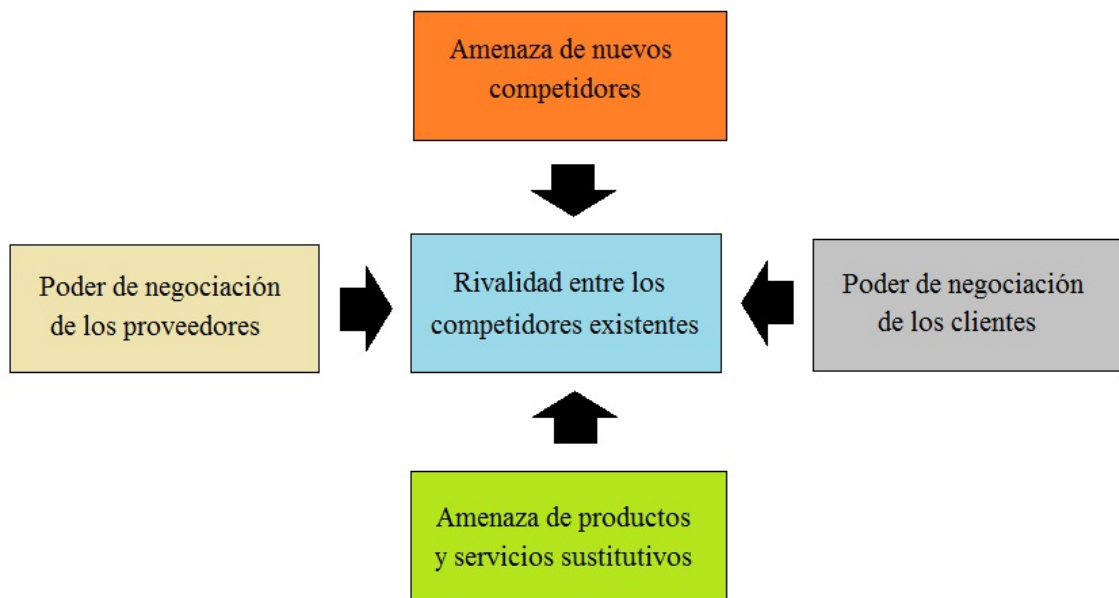 Amenaza de nuevos
competidores
Poder de negociación
de los proveedores
Rivalidad entre los
competidores existentes
Poder de negociación
de los clientes
Amenaza de productos
y servicios sustitutivos